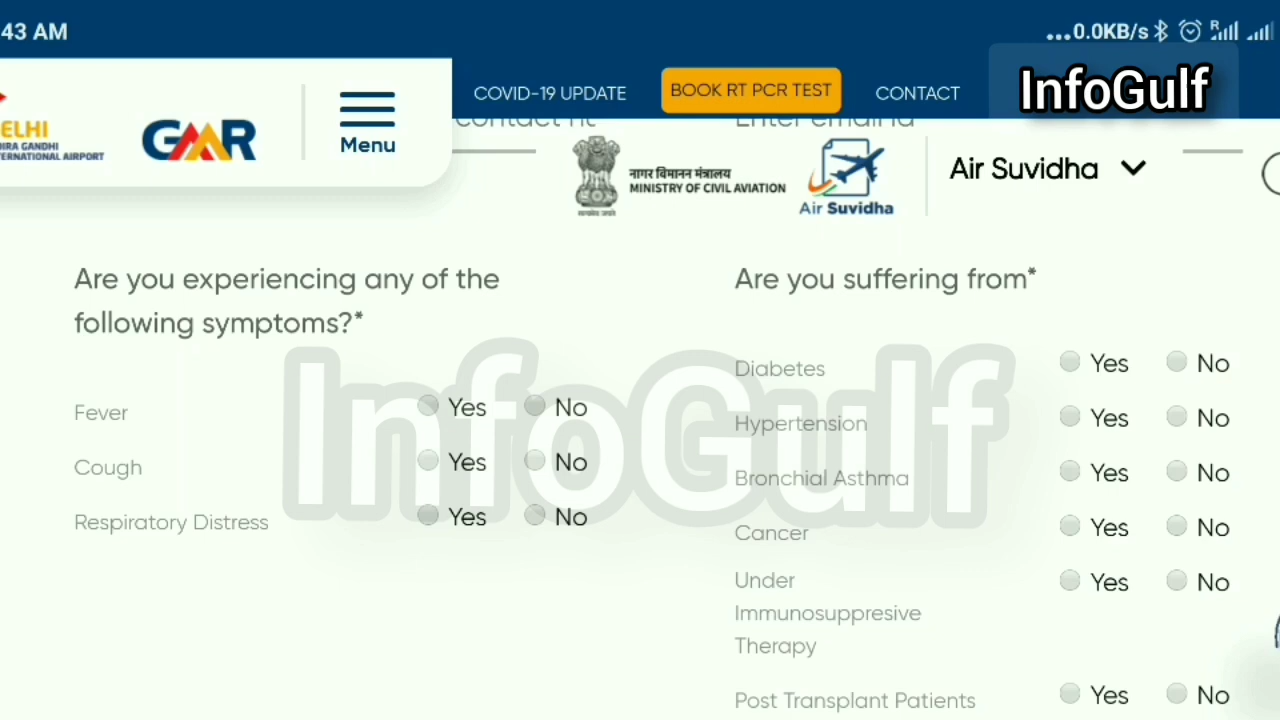 43 AM
...0.0KB/s
COVID-19 UPDATE
BOOK RT PCR TEST
CONTACT
InfoGulf
ELHI
IRA GANDHI
ERNATIONAL AIRPORT
GMR
Menu
नागर विमानन मंत्रालय
MINISTRY OF CIVIL AVIATION
Air Suvidha
Air Suvidha
Are you experiencing any of the
following symptoms?*
Fever Yes No
Cough Yes No
Respiratory Distress Yes No
Are you suffering from*
Diabetes Yes No
Hypertension Yes No
Bronchial Asthma Yes No
Cancer Yes No
Under Yes No
Immunosuppresive
Therapy
Post Transplant Patients Yes No
InfoGulf